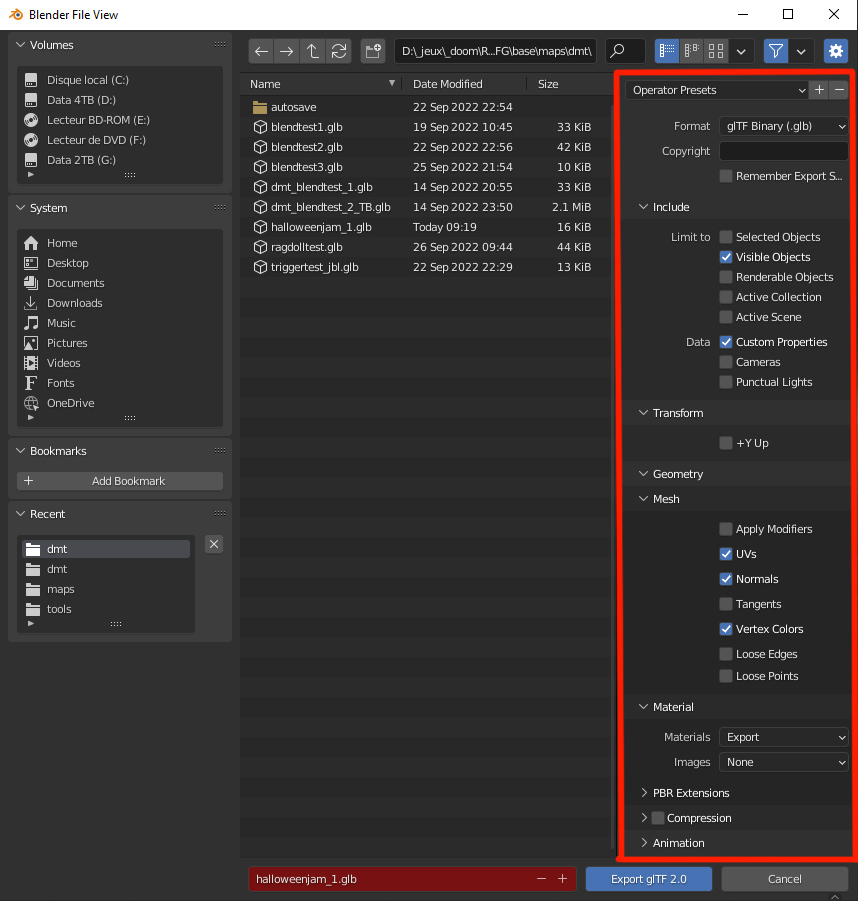 Blender File View
Volumes
Disque local (C:)
Data 4TB (D:)
Lecteur BD-ROM (E:)
Lecteur de DVD (F:)
Data 2TB (G:)
System
Home
Desktop
Documents
Downloads
Music
Pictures
Videos
Fonts
OneDrive
Bookmarks
Add Bookmark
Recent
dmt
dmt
maps
tools
D:\_jeux\_doom\R...FG\base\maps\dmt\
Name Date Modified Size
autosave 22 Sep 2022 22:54
blendtest1.glb 19 Sep 2022 10:45 33 KiB
blendtest2.glb 22 Sep 2022 22:56 42 KiB
blendtest3.glb 25 Sep 2022 21:54 10 KiB
dmt_blendtest_1.glb 14 Sep 2022 20:55 33 KiB
dmt_blendtest_2_TB.glb 14 Sep 2022 23:50 2.1 MiB
halloweenjam_1.glb Today 09:19 16 KiB
ragdolltest.glb 26 Sep 2022 09:44 44 KiB
triggertest_jbl.glb 22 Sep 2022 22:29 13 KiB
Operator Presets
Format glTF Binary (.glb)
Copyright
Remember Export S...
Include
Limit to Selected Objects
Visible Objects
Renderable Objects
Active Collection
Active Scene
Data Custom Properties
Cameras
Punctual Lights
Transform
+Y Up
Geometry
Mesh
Apply Modifiers
UVs
Normals
Tangents
Vertex Colors
Loose Edges
Loose Points
Material
Materials Export
Images None
PBR Extensions
Compression
Animation
halloweenjam_1.glb
Export glTF 2.0
Cancel